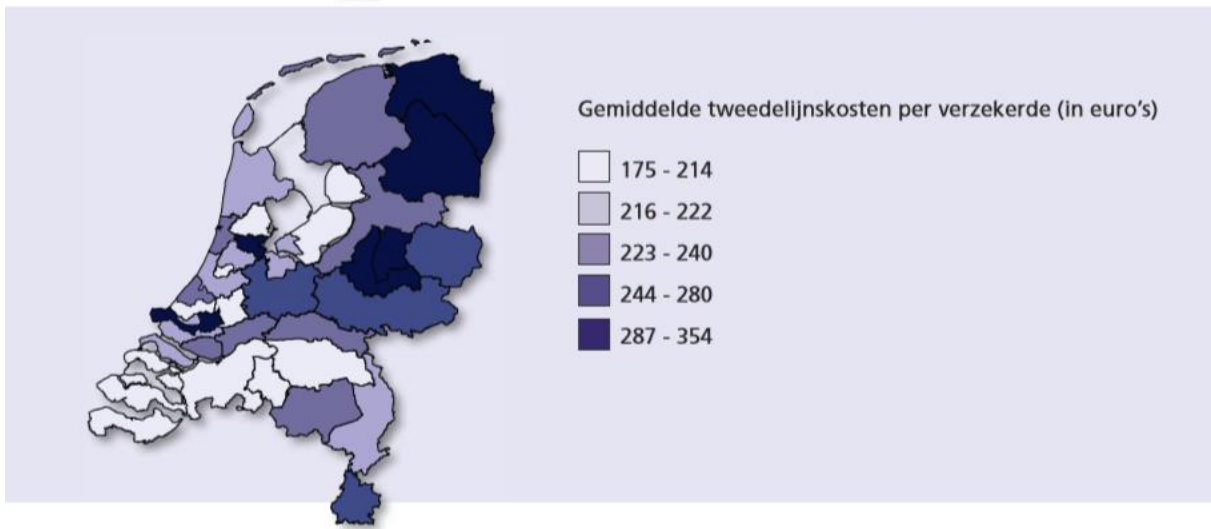 Gemiddelde tweedelijnskosten per verzekerde (in euro's)
175 - 214
216 - 222
223 - 240
244 - 280
287 - 354